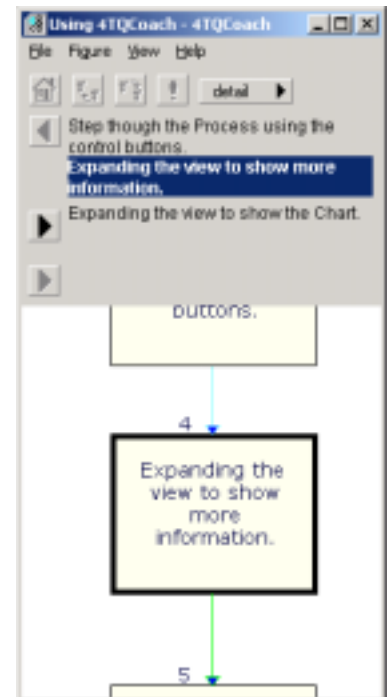 Using 4TQCoach - 4TQCoach
File Figure View Help
detail
Step though the Process using the
control buttons.
Expanding the view to show more
information.
Expanding the view to show the Chart.
buttons.
4
Expanding the
view to show
more
information.
5